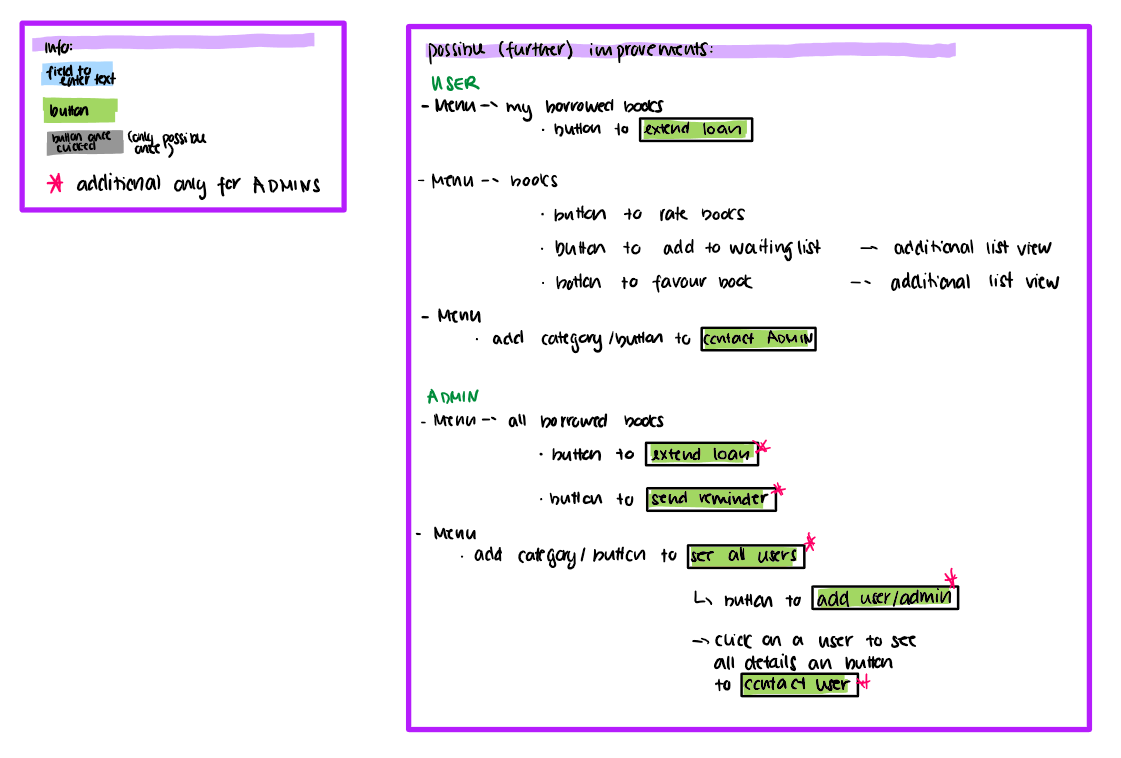 Info:
field to
enter text
button
button once
clicked
(only possible
once)
* additional only for ADMINS
possible (further) improvements:
USER
- Menu -> my borrowed books
· button to extend loan
- Menu -- books
· button to rate books
· button to add to waiting list -- additional list view
· button to favour book -- additional list view
- Menu
· add category/button to contact ADMIN
ADMIN
- Menu -> all borrowed books
· button to extend loan *
· button to send reminder *
- Menu
· add category/button to see all users *
↳ button to add user/admin *
-> click on a user to see
all details an button
to contact user *